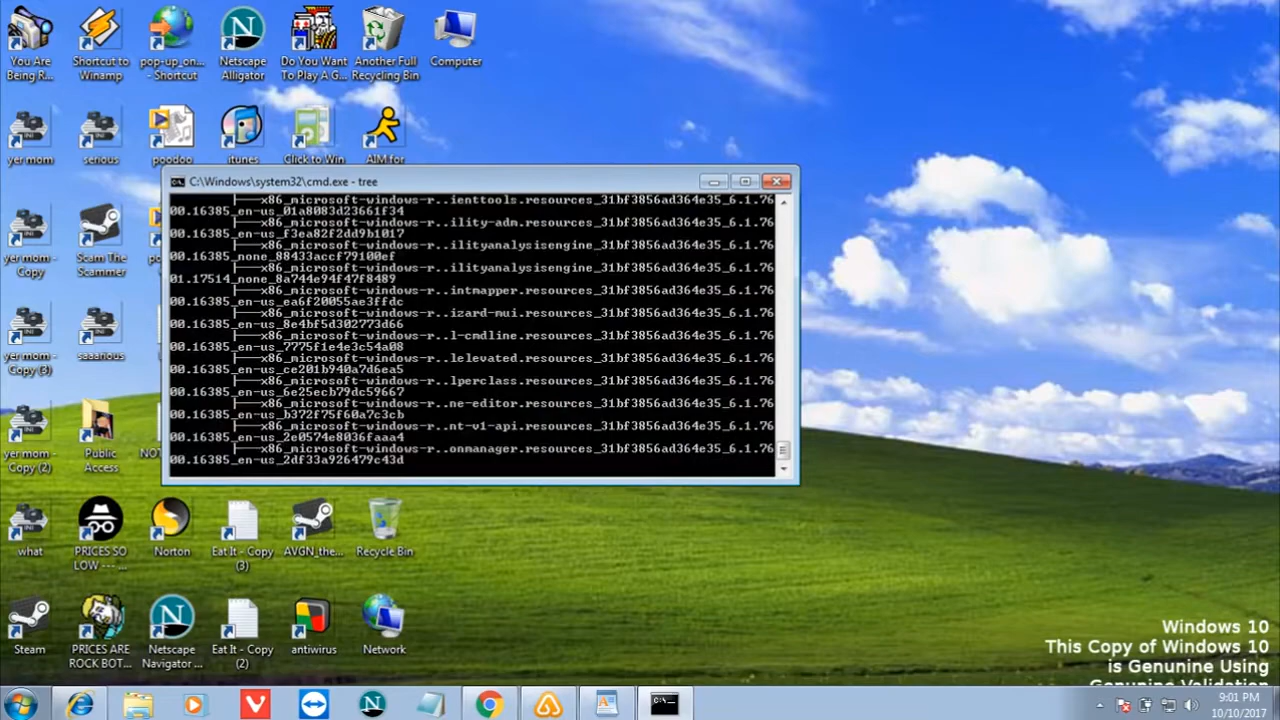 You Are
Being R...
Shortcut to
Winamp
pop-up_on...
- Shortcut
Netscape
Alligator
Do You Want
To Play A G...
Another Full
Recycling Bin
Computer
yer mom
serious
poodoo
itunes
Click to Win
AIM for
C:\Windows\system32\cmd.exe - tree
├──x86_microsoft-windows-r..ienttools.resources_31bf3856ad364e35_6.1.76
00.16385_en-us_01a8083d23661f34
├──x86_microsoft-windows-r..ility-adm.resources_31bf3856ad364e35_6.1.76
00.16385_en-us_f3ea82f2dd9b1017
├──x86_microsoft-windows-r..ilityanalysisengine_31bf3856ad364e35_6.1.76
00.16385_none_88433accf79100ef
├──x86_microsoft-windows-r..ilityanalysisengine_31bf3856ad364e35_6.1.76
01.17514_none_8a744e94f47f8489
├──x86_microsoft-windows-r..intmapper.resources_31bf3856ad364e35_6.1.76
00.16385_en-us_ea6f20055ae3ffdc
├──x86_microsoft-windows-r..izard-mui.resources_31bf3856ad364e35_6.1.76
00.16385_en-us_8e4bf5d302773d66
├──x86_microsoft-windows-r..l-cmdline.resources_31bf3856ad364e35_6.1.76
00.16385_en-us_7775f1e4e3c54a08
├──x86_microsoft-windows-r..lelevated.resources_31bf3856ad364e35_6.1.76
00.16385_en-us_ce201b940a7d6ea5
├──x86_microsoft-windows-r..lperclass.resources_31bf3856ad364e35_6.1.76
00.16385_en-us_6e25ecb79dc59667
├──x86_microsoft-windows-r..ne-editor.resources_31bf3856ad364e35_6.1.76
00.16385_en-us_b372f75f60a7c3cb
├──x86_microsoft-windows-r..nt-v1-api.resources_31bf3856ad364e35_6.1.76
00.16385_en-us_2e0574e8036faaa4
├──x86_microsoft-windows-r..onmanager.resources_31bf3856ad364e35_6.1.76
00.16385_en-us_2df33a926479c43d
yer mom -
Copy
Scam The
Scammer
yer mom -
Copy (3)
saaarious
yer mom -
Copy (2)
Public
Access
what
PRICES SO
LOW --- ...
Norton
Eat It - Copy
(3)
AVGN_the...
Recycle Bin
Steam
PRICES ARE
ROCK BOT...
Netscape
Navigator ...
Eat It - Copy
(2)
antiwirus
Network
Windows 10
This Copy of Windows 10
is Genunine Using
Genunine Validation
9:01 PM
10/10/2017